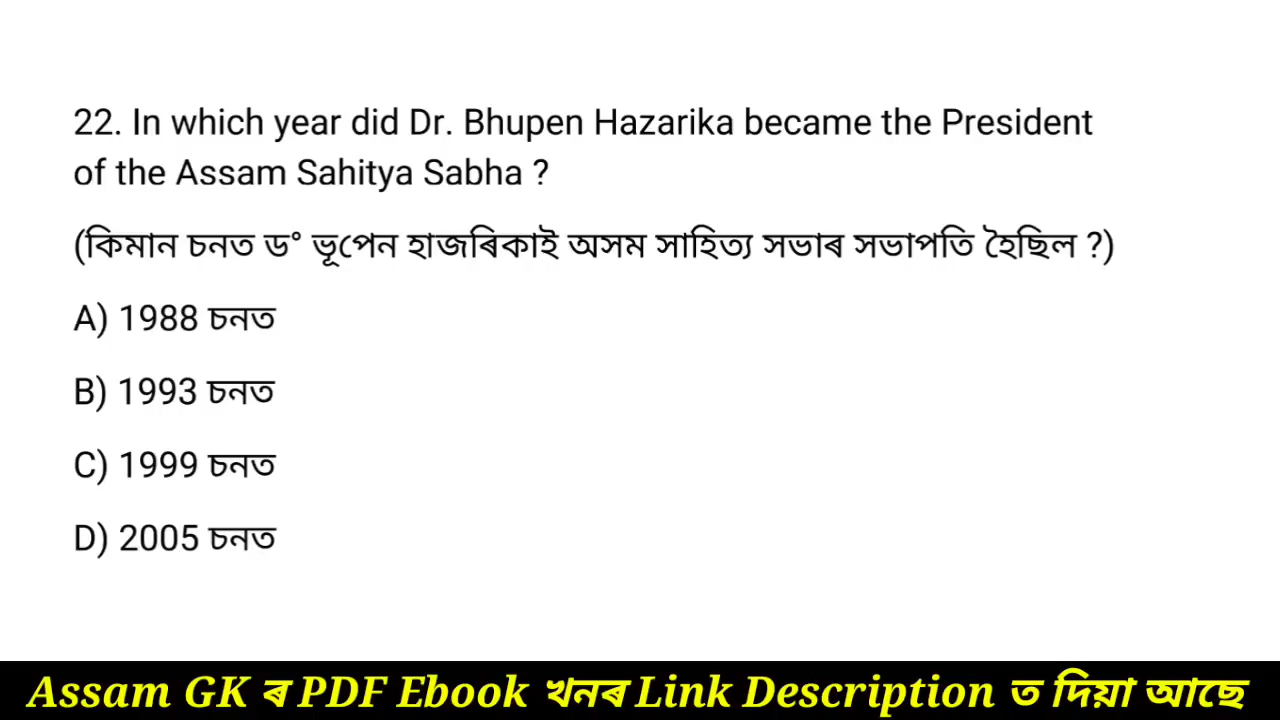 22. In which year did Dr. Bhupen Hazarika became the President
of the Assam Sahitya Sabha ?
(কিমান চনত ড° ভূপেন হাজৰিকাই অসম সাহিত্য সভাৰ সভাপতি হৈছিল ?)
A) 1988 চনত
B) 1993 চনত
C) 1999 চনত
D) 2005 চনত
Assam GK ৰ PDF Ebook খনৰ Link Description ত দিয়া আছে